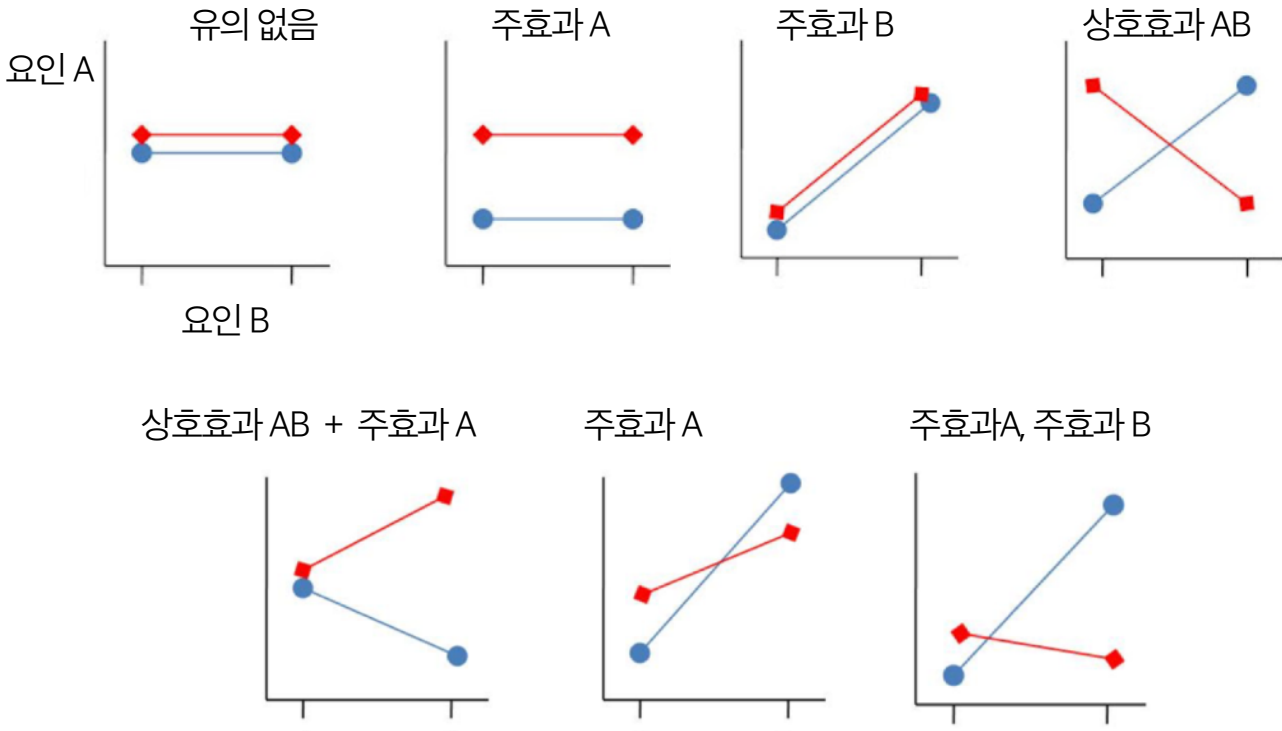 유의 없음
주효과 A
주효과 B
상호효과 AB
요인 A
요인 B
상호효과 AB + 주효과 A
주효과 A
주효과A, 주효과 B